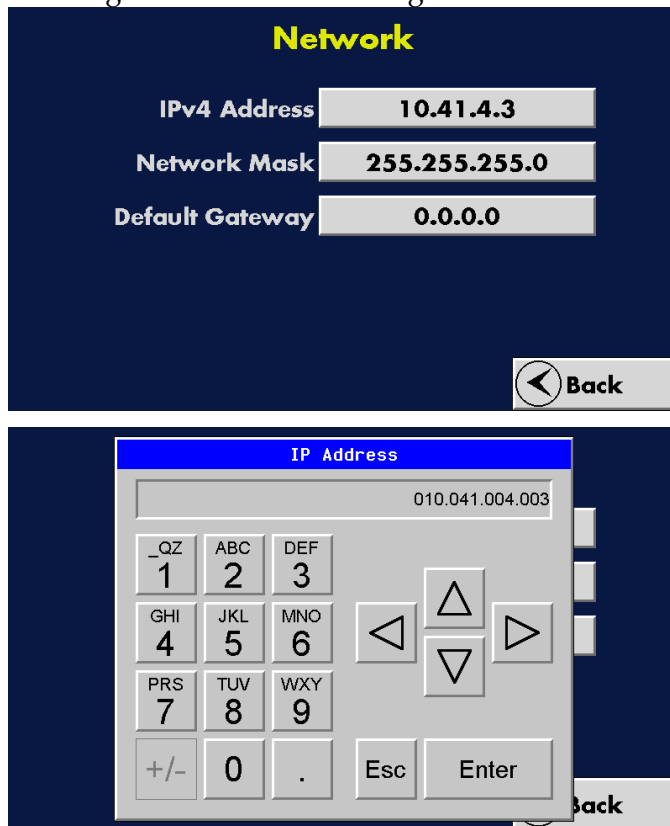 Network
IPv4 Address 10.41.4.3
Network Mask 255.255.255.0
Default Gateway 0.0.0.0
Back
IP Address
010.041.004.003
_QZ ABC DEF
1 2 3
GHI JKL MNO
4 5 6
PRS TUV WXY
7 8 9
+/- 0 . Esc Enter
Back